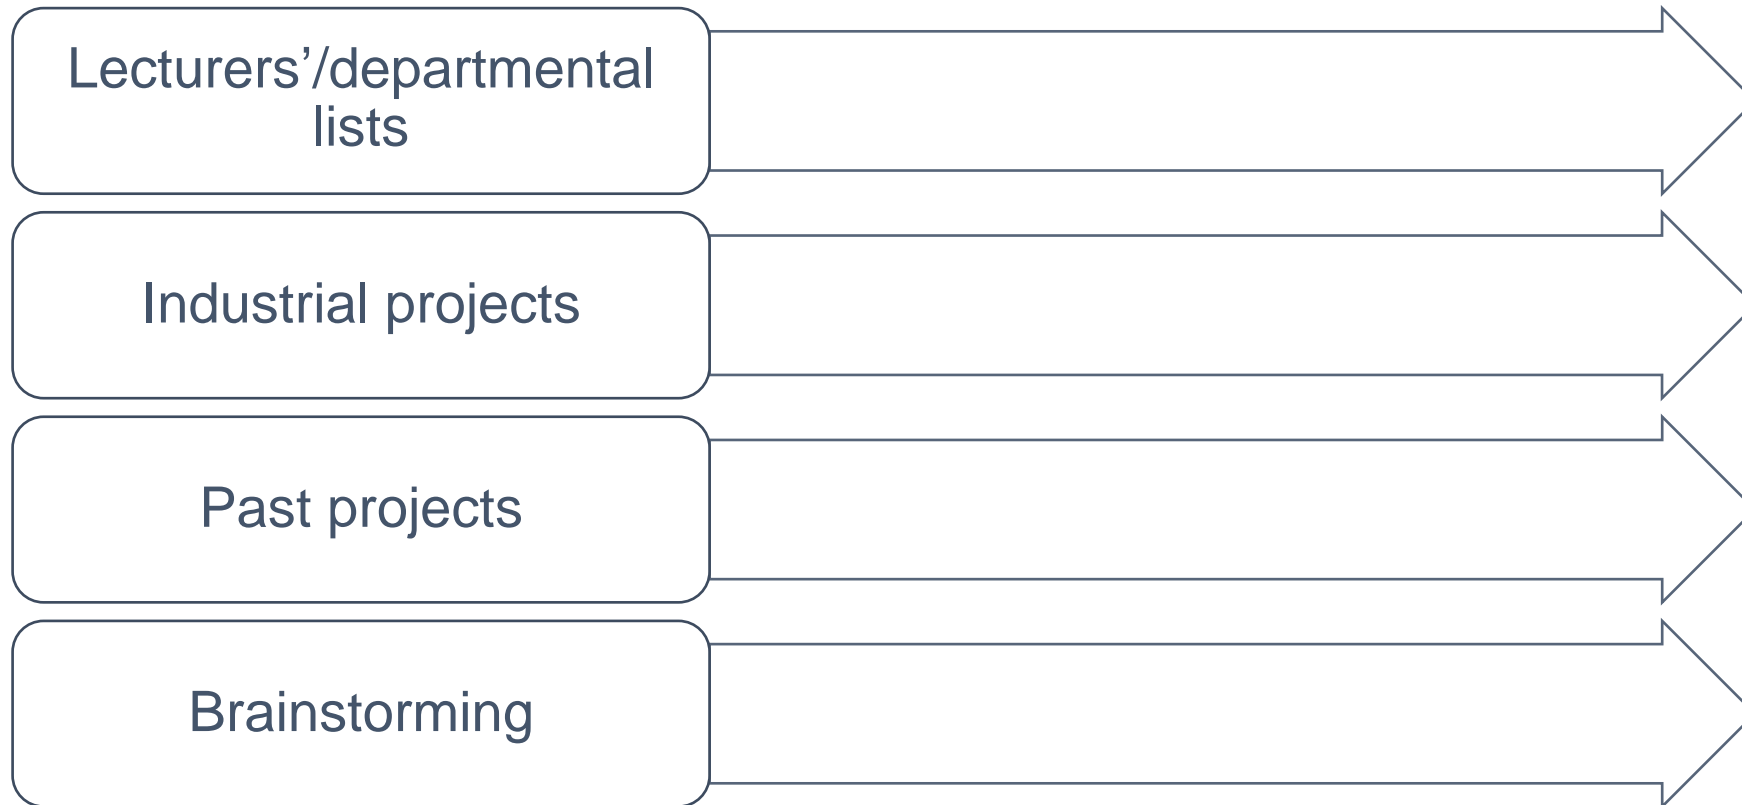 Lecturers’/departmental
lists
Industrial projects
Past projects
Brainstorming